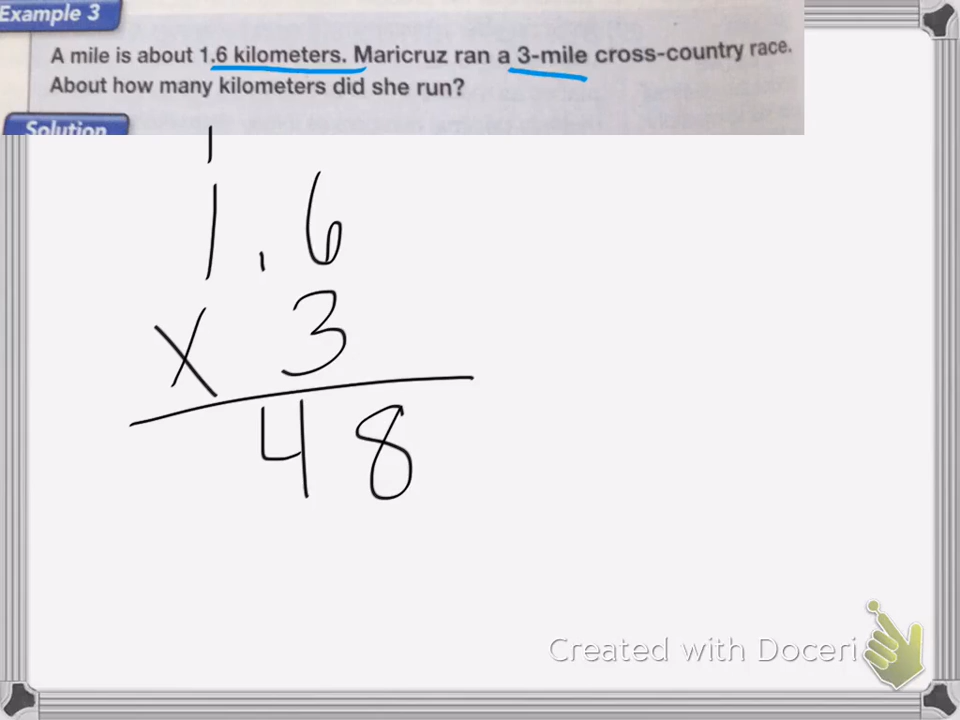 Example 3
A mile is about 1.6 kilometers. Maricruz ran a 3-mile cross-country race.
About how many kilometers did she run?
Solution
1
1.6
x 3
48
Created with Doceri